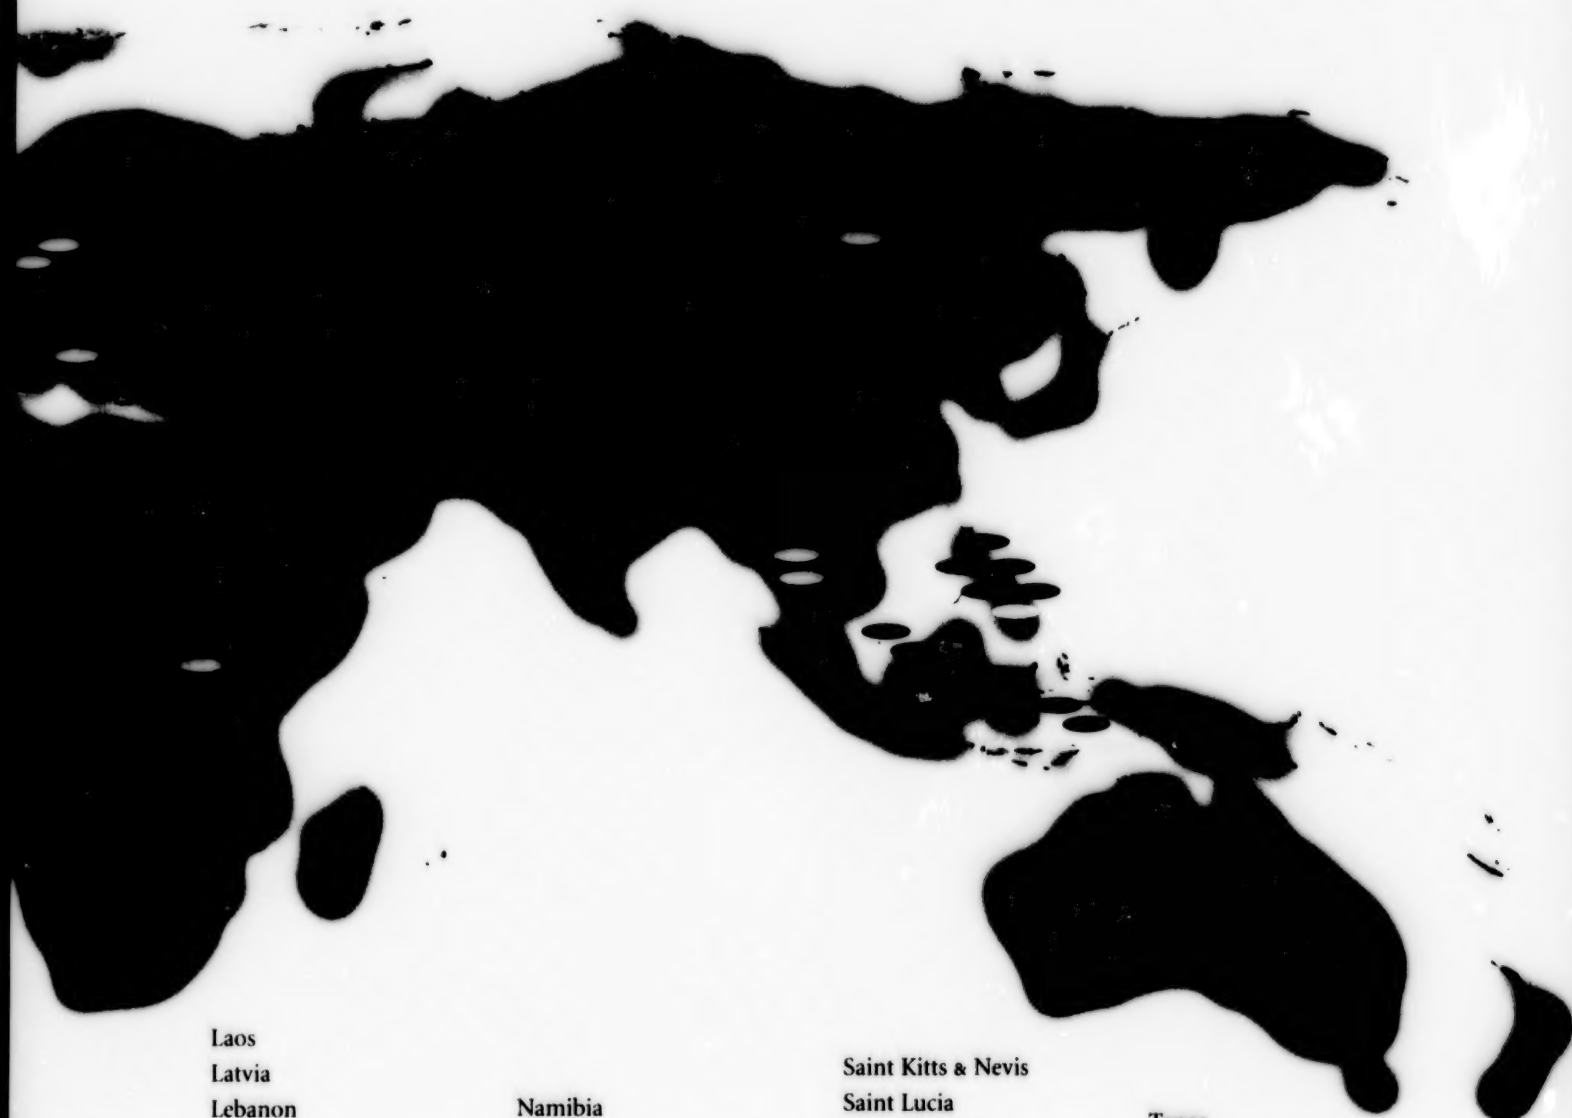 Laos
Latvia
Lebanon
Namibia
Saint Kitts & Nevis
Saint Lucia